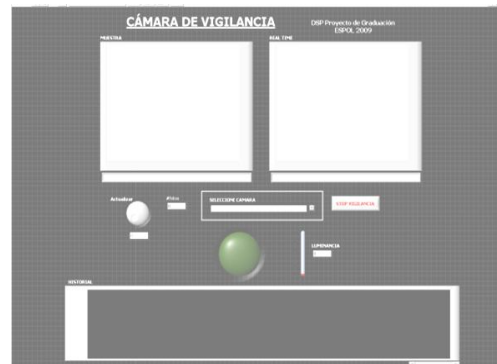 CÁMARA DE VIGILANCIA
DSP Proyecto de Graduación
ESPOL 2009
MUESTRA
REAL TIME
Actualizar
SELECCIONE CAMARA
STOP VIGILANCIA
LUMINANCIA
HISTORIAL